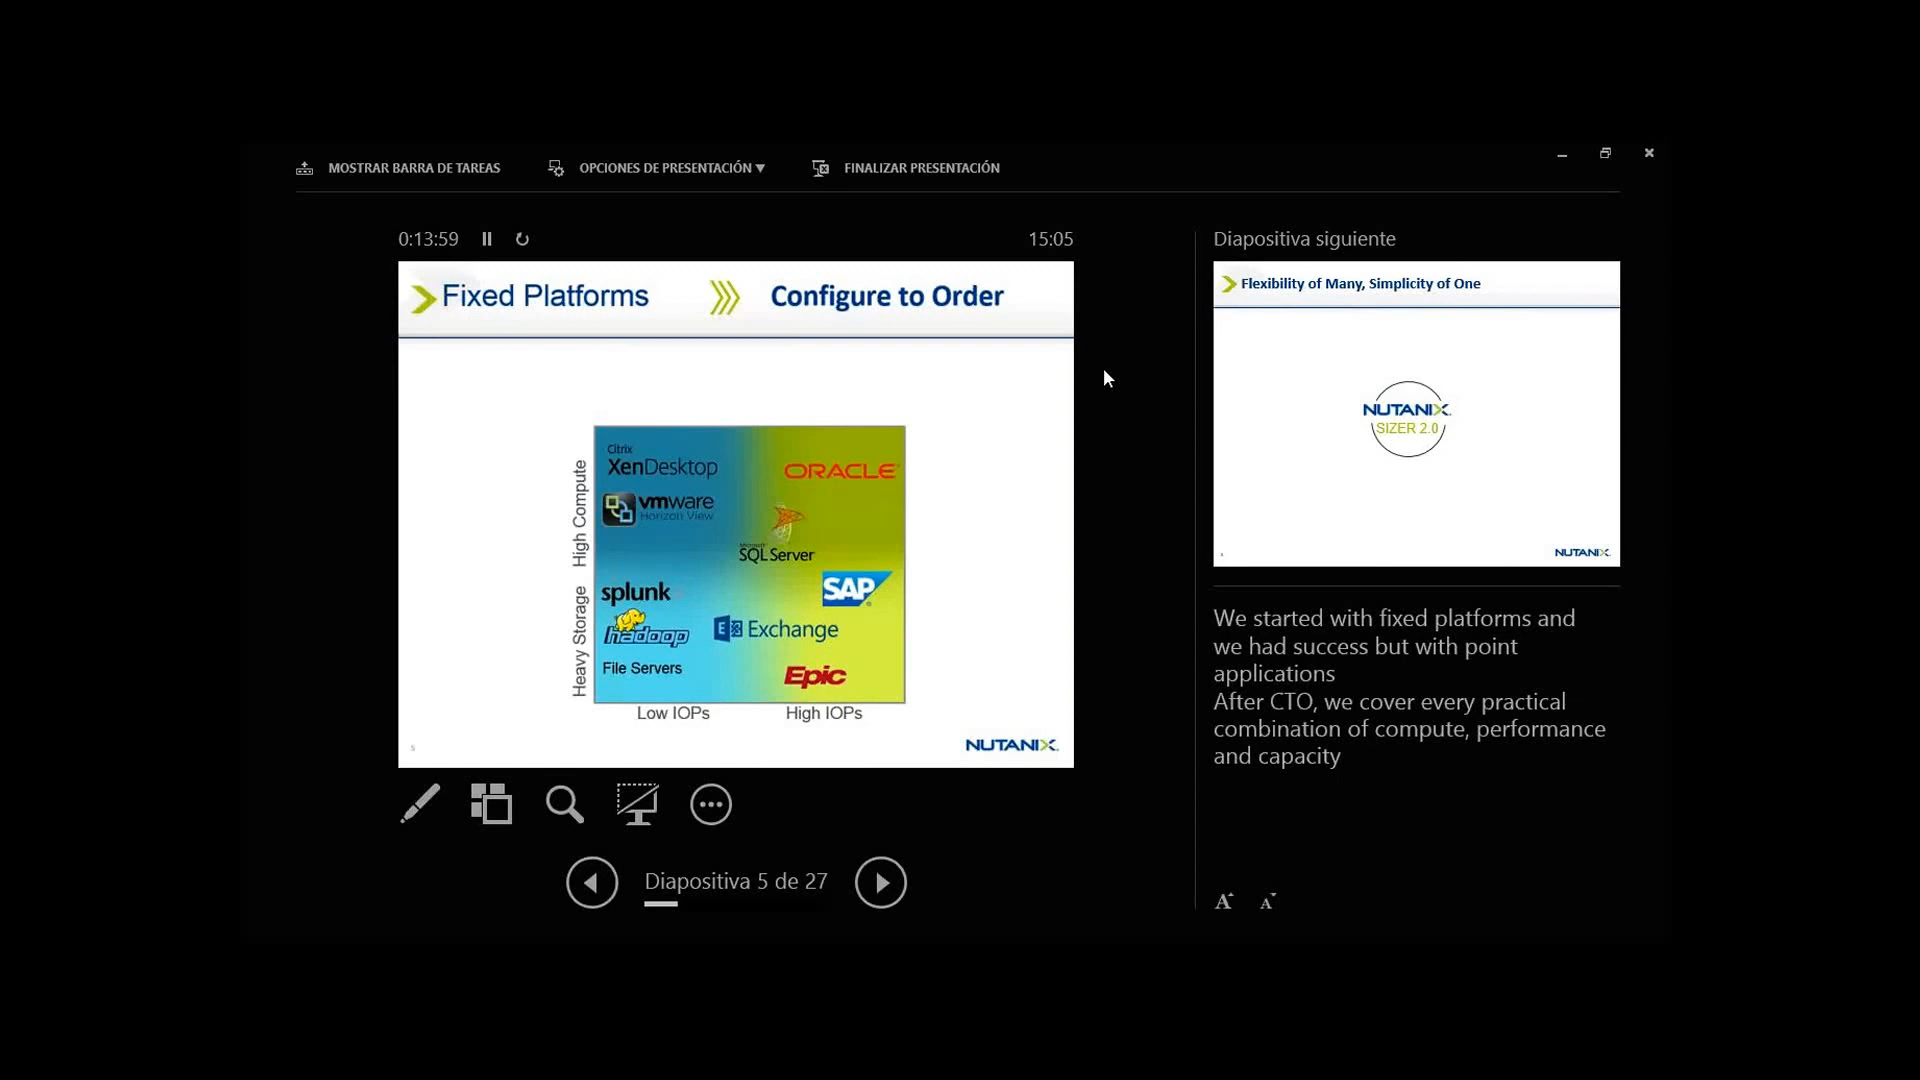 MOSTRAR BARRA DE TAREAS
OPCIONES DE PRESENTACIÓN
FINALIZAR PRESENTACIÓN
0:13:59
15:05
Fixed Platforms
Configure to Order
High Compute
Heavy Storage
Citrix
XenDesktop
ORACLE
vmware
Horizon View
Microsoft
SQL Server
splunk
SAP
hadoop
Exchange
File Servers
Epic
Low IOPs
High IOPs
5
NUTANIX
Diapositiva 5 de 27
Diapositiva siguiente
Flexibility of Many, Simplicity of One
NUTANIX
SIZER 2.0
NUTANIX
We started with fixed platforms and
we had success but with point
applications
After CTO, we cover every practical
combination of compute, performance
and capacity
A A